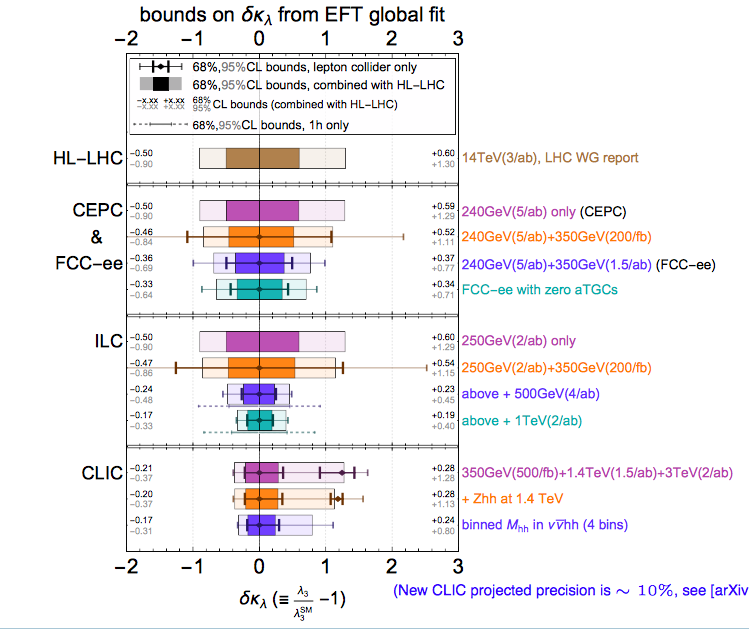 bounds on δκλ from EFT global fit
−2 −1 0 1 2 3
68%,95%CL bounds, lepton collider only
68%,95%CL bounds, combined with HL−LHC
−x.xx +x.xx 68% CL bounds (combined with HL−LHC)
−x.xx +x.xx 95%
68%,95%CL bounds, 1h only
HL−LHC −0.50 +0.60 14TeV(3/ab), LHC WG report
−0.90 +1.30
CEPC −0.50 +0.59 240GeV(5/ab) only (CEPC)
−0.90 +1.29
& −0.46 +0.52 240GeV(5/ab)+350GeV(200/fb)
−0.84 +1.11
FCC−ee −0.36 +0.37 240GeV(5/ab)+350GeV(1.5/ab) (FCC−ee)
−0.69 +0.77
−0.33 +0.34 FCC−ee with zero aTGCs
−0.64 +0.71
ILC −0.50 +0.60 250GeV(2/ab) only
−0.90 +1.29
−0.47 +0.54 250GeV(2/ab)+350GeV(200/fb)
−0.86 +1.15
−0.24 +0.23 above + 500GeV(4/ab)
−0.48 +0.45
−0.17 +0.19 above + 1TeV(2/ab)
−0.33 +0.40
CLIC −0.21 +0.28 350GeV(500/fb)+1.4TeV(1.5/ab)+3TeV(2/ab)
−0.37 +1.28
−0.20 +0.28 + Zhh at 1.4 TeV
−0.37 +1.13
−0.17 +0.24 binned Mhh in νν̅hh (4 bins)
−0.31 +0.80
−2 −1 0 1 2 3
δκλ (≡ λ3/λ3SM −1)
(New CLIC projected precision is ∼ 10%, see [arXiv